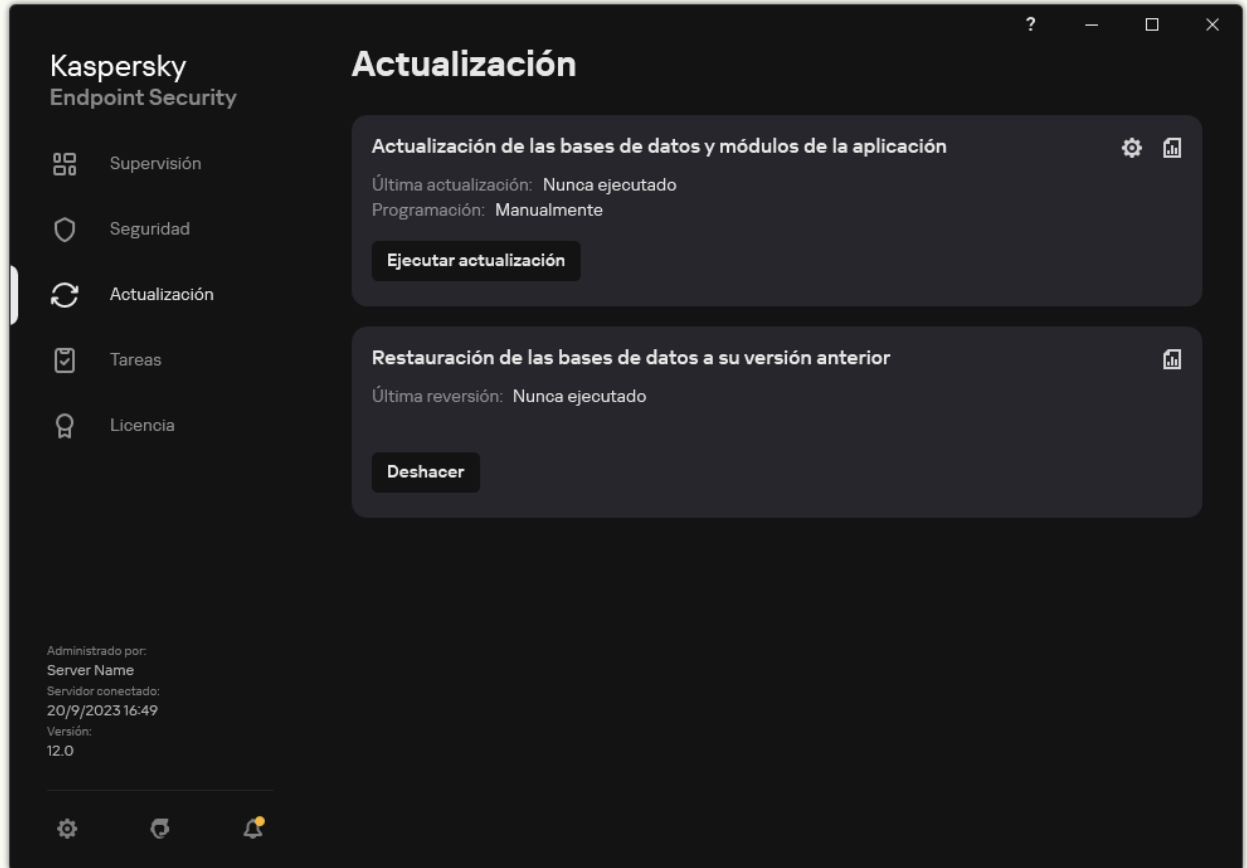 ?
Kaspersky
Endpoint Security
Supervisión
Seguridad
Actualización
Tareas
Licencia
Administrado por:
Server Name
Servidor conectado:
20/9/2023 16:49
Versión:
12.0
Actualización
Actualización de las bases de datos y módulos de la aplicación
Última actualización: Nunca ejecutado
Programación: Manualmente
Ejecutar actualización
Restauración de las bases de datos a su versión anterior
Última reversión: Nunca ejecutado
Deshacer